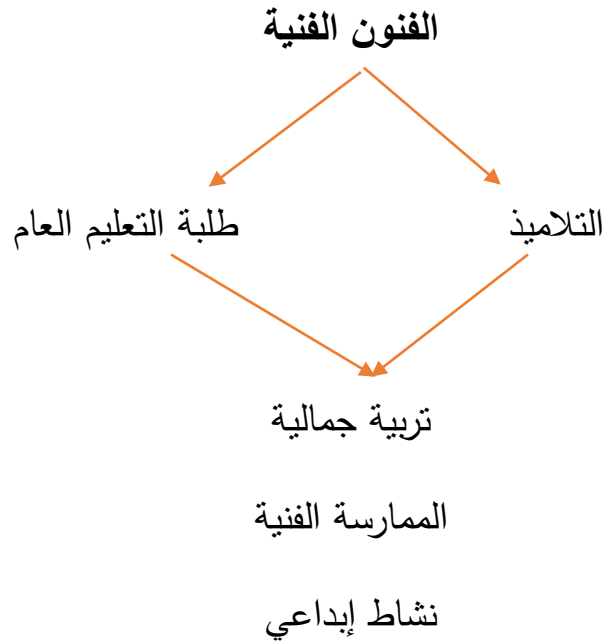 الفنون الفنية
التلاميذ
طلبة التعليم العام
تربية جمالية
الممارسة الفنية
نشاط إبداعي